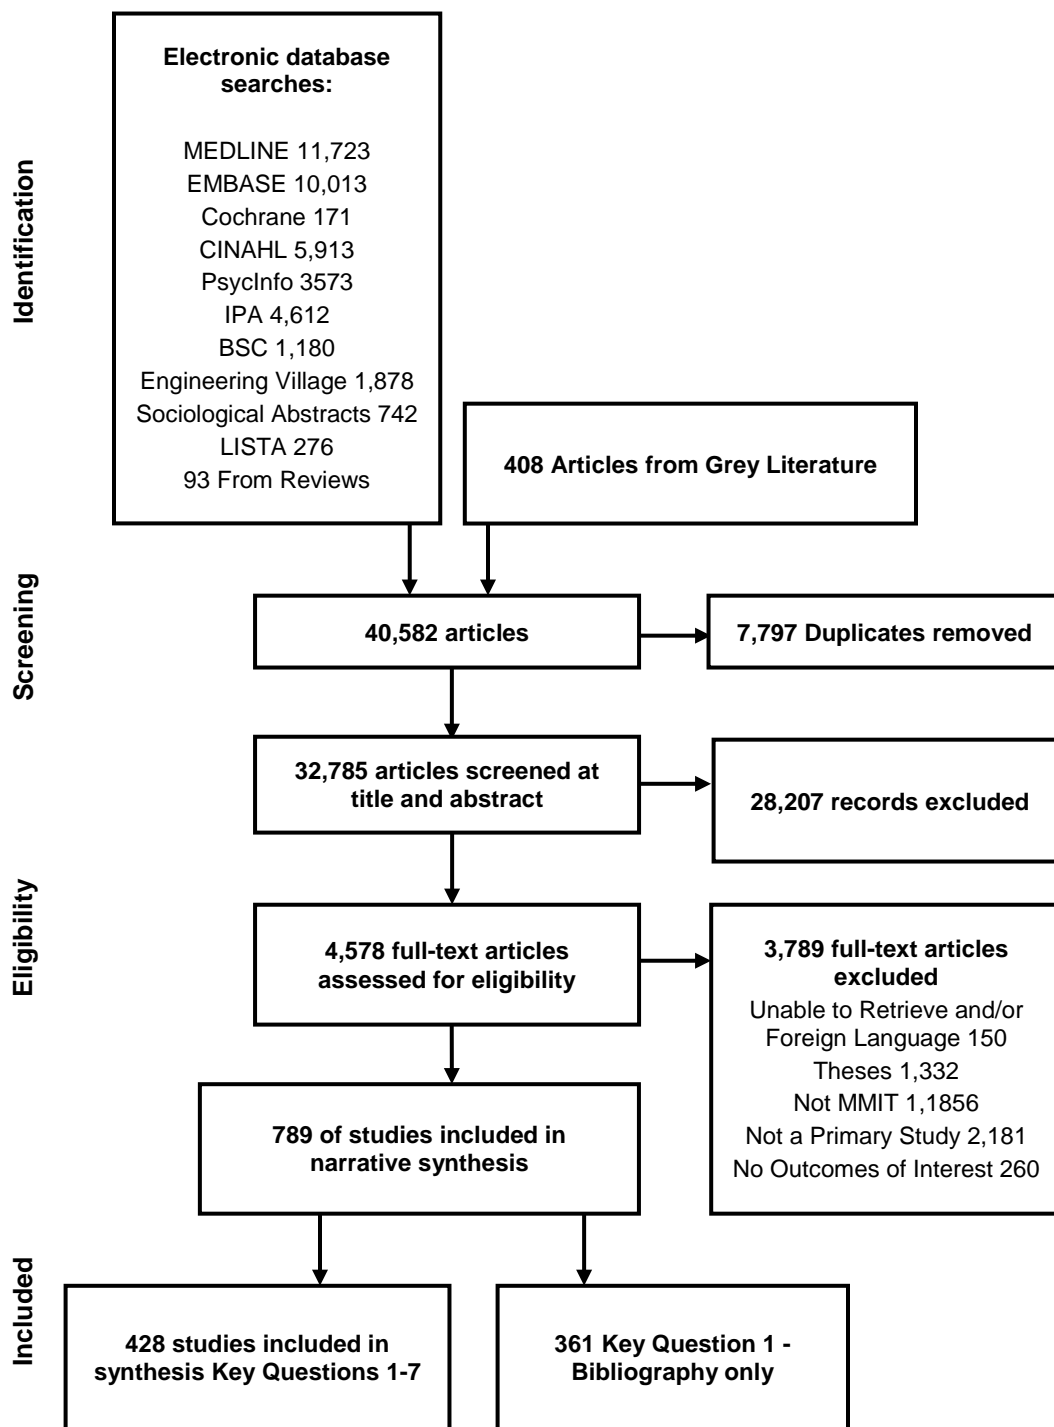 Identification
Electronic database
searches:
MEDLINE 11,723
EMBASE 10,013
Cochrane 171
CINAHL 5,913
PsycInfo 3573
IPA 4,612
BSC 1,180
Engineering Village 1,878
Sociological Abstracts 742
LISTA 276
93 From Reviews
408 Articles from Grey Literature
Screening
40,582 articles
7,797 Duplicates removed
32,785 articles screened at
title and abstract
28,207 records excluded
Eligibility
4,578 full-text articles
assessed for eligibility
3,789 full-text articles
excluded
Unable to Retrieve and/or
Foreign Language 150
Theses 1,332
Not MMIT 1,1856
Not a Primary Study 2,181
No Outcomes of Interest 260
789 of studies included in
narrative synthesis
Included
428 studies included in
synthesis Key Questions 1-7
361 Key Question 1 -
Bibliography only